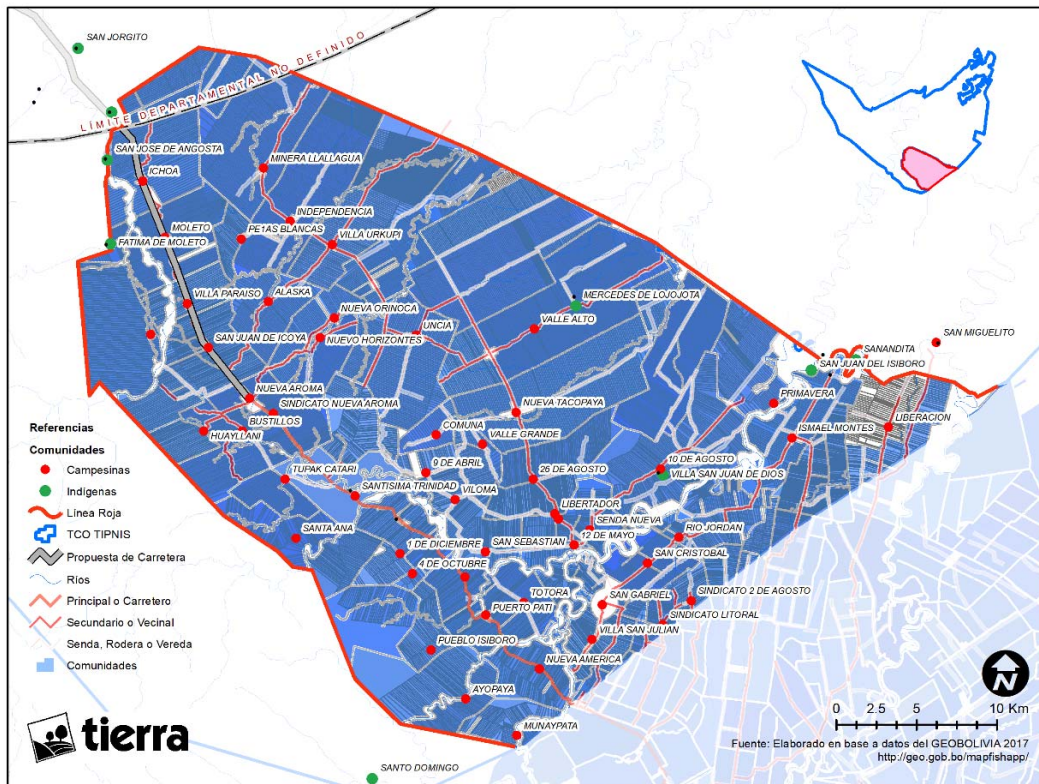 SAN JORGITO
LÍMITE DEPARTAMENTAL NO DEFINIDO
SAN JOSE DE ANGOSTA
MINERA LLALLAGUA
ICHOA
INDEPENDENCIA
MOLETO
PE1AS BLANCAS
FATIMA DE MOLETO
VILLA URKUPI
MERCEDES DE LOJOJOTA
VILLA PARAISO
ALASKA
NUEVA ORINOCA
UNCIA
VALLE ALTO
SAN MIGUELITO
SAN JUAN DE ICOYA
NUEVO HORIZONTES
SANANDITA
SAN JUAN DEL ISIBORO
NUEVA AROMA
PRIMAVERA
SINDICATO NUEVA AROMA
NUEVA TACOPAYA
BUSTILLOS
LIBERACION
HUAYLLANI
COMUNA
ISMAEL MONTES
VALLE GRANDE
TUPAK CATARI
9 DE ABRIL
26 DE AGOSTO
10 DE AGOSTO
VILLA SAN JUAN DE DIOS
SANTISIMA TRINIDAD
VILOMA
LIBERTADOR
SENDA NUEVA
SANTA ANA
RIO JORDAN
1 DE DICIEMBRE
SAN SEBASTIAN
12 DE MAYO
4 DE OCTUBRE
SAN CRISTOBAL
TOTORA
SINDICATO 2 DE AGOSTO
PUERTO PATI
SAN GABRIEL
SINDICATO LITORAL
PUEBLO ISIBORO
VILLA SAN JULIAN
NUEVA AMERICA
AYOPAYA
MUNAYPATA
SANTO DOMINGO
Referencias
Comunidades
Campesinas
Indígenas
Línea Roja
TCO TIPNIS
Propuesta de Carretera
Ríos
Principal o Carretero
Secundario o Vecinal
Senda, Rodera o Vereda
Comunidades
tierra
N
0 2.5 5 10 Km
Fuente: Elaborado en base a datos del GEOBOLIVIA 2017
http://geo.gob.bo/mapfishapp/